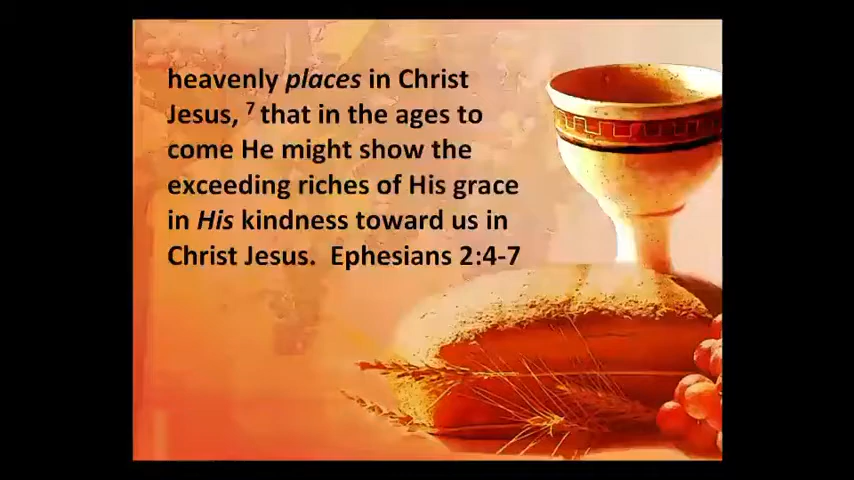 heavenly places in Christ
Jesus, ⁷ that in the ages to
come He might show the
exceeding riches of His grace
in His kindness toward us in
Christ Jesus.  Ephesians 2:4-7